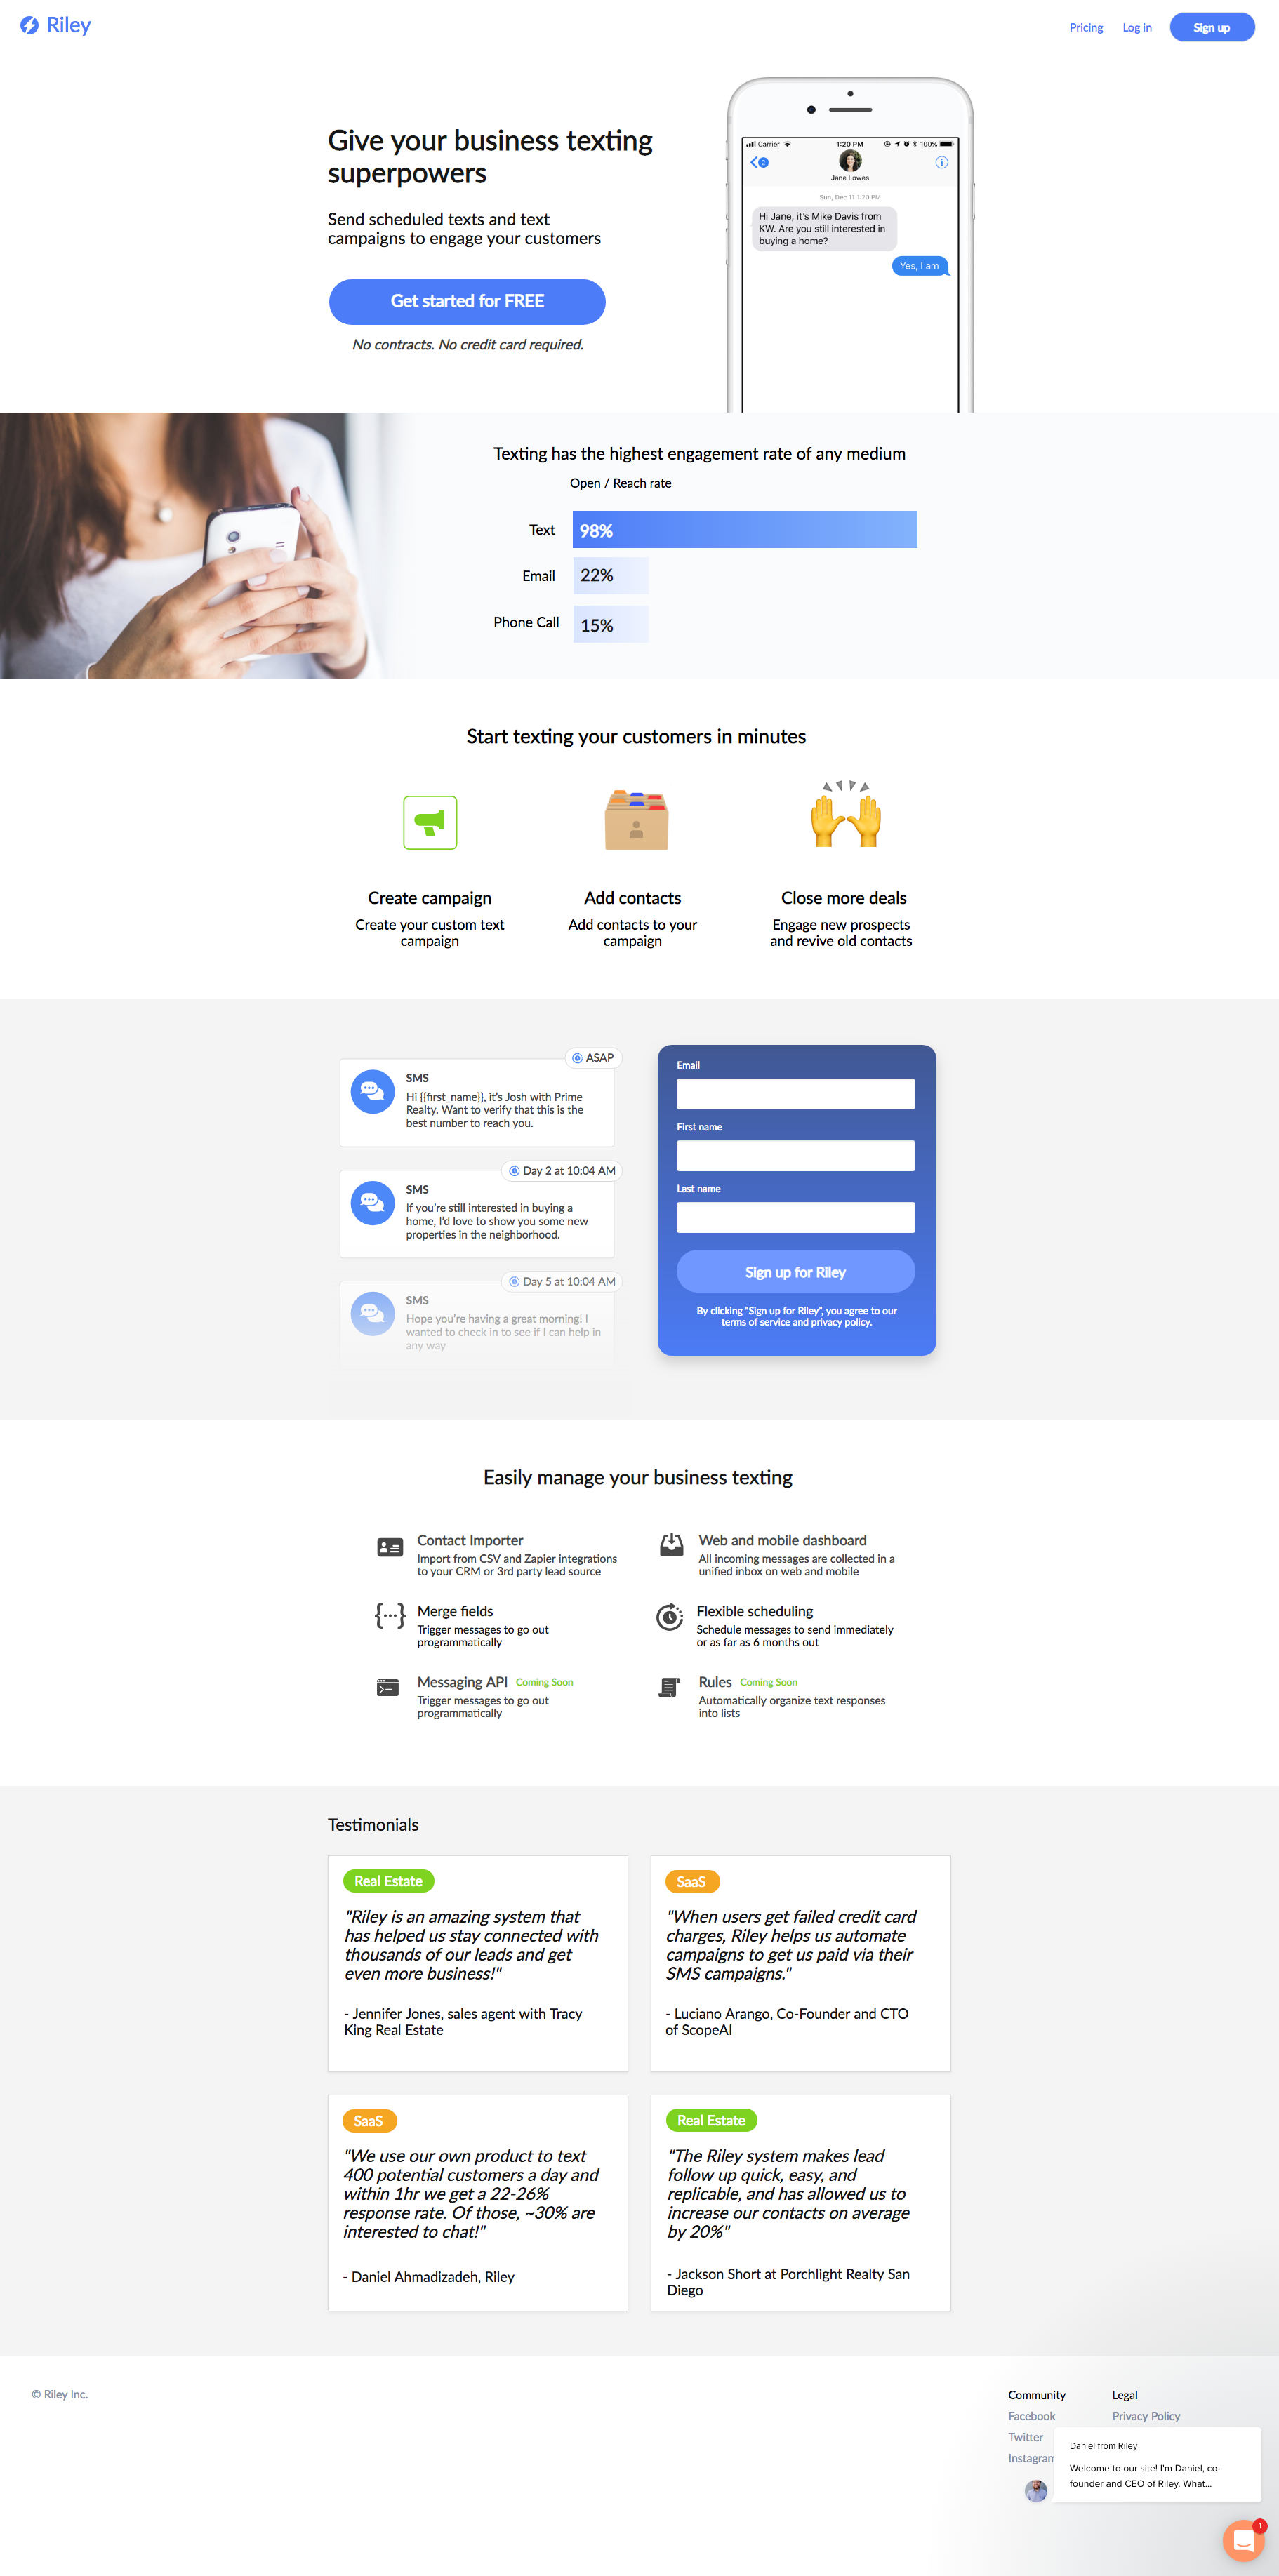 Riley
Pricing
Log in
Sign up
Give your business texting
superpowers
Send scheduled texts and text
campaigns to engage your customers
Get started for FREE
No contracts. No credit card required.
Carrier
1:20 PM
100%
2
Jane Lowes
Sun, Dec 11 1:20 PM
Hi Jane, it's Mike Davis from
KW. Are you still interested in
buying a home?
Yes, I am
Texting has the highest engagement rate of any medium
Open / Reach rate
Text
98%
Email
22%
Phone Call
15%
Start texting your customers in minutes
Create campaign
Create your custom text
campaign
Add contacts
Add contacts to your
campaign
Close more deals
Engage new prospects
and revive old contacts
ASAP
SMS
Hi {{first_name}}, it's Josh with Prime
Realty. Want to verify that this is the
best number to reach you.
Day 2 at 10:04 AM
SMS
If you're still interested in buying a
home, I'd love to show you some new
properties in the neighborhood.
Day 5 at 10:04 AM
SMS
Hope you're having a great morning! I
wanted to check in to see if I can help in
any way
Email
First name
Last name
Sign up for Riley
By clicking "Sign up for Riley", you agree to our
terms of service and privacy policy.
Easily manage your business texting
Contact Importer
Import from CSV and Zapier integrations
to your CRM or 3rd party lead source
Web and mobile dashboard
All incoming messages are collected in a
unified inbox on web and mobile
Merge fields
Trigger messages to go out
programmatically
Flexible scheduling
Schedule messages to send immediately
or as far as 6 months out
Messaging API Coming Soon
Trigger messages to go out
programmatically
Rules Coming Soon
Automatically organize text responses
into lists
Testimonials
Real Estate
"Riley is an amazing system that
has helped us stay connected with
thousands of our leads and get
even more business!"
- Jennifer Jones, sales agent with Tracy
King Real Estate
SaaS
"When users get failed credit card
charges, Riley helps us automate
campaigns to get us paid via their
SMS campaigns."
- Luciano Arango, Co-Founder and CTO
of ScopeAI
SaaS
"We use our own product to text
400 potential customers a day and
within 1hr we get a 22-26%
response rate. Of those, ~30% are
interested to chat!"
- Daniel Ahmadizadeh, Riley
Real Estate
"The Riley system makes lead
follow up quick, easy, and
replicable, and has allowed us to
increase our contacts on average
by 20%"
- Jackson Short at Porchlight Realty San
Diego
© Riley Inc.
Community
Facebook
Twitter
Instagram
Legal
Privacy Policy
Daniel from Riley
Welcome to our site! I'm Daniel, co-
founder and CEO of Riley. What...
1